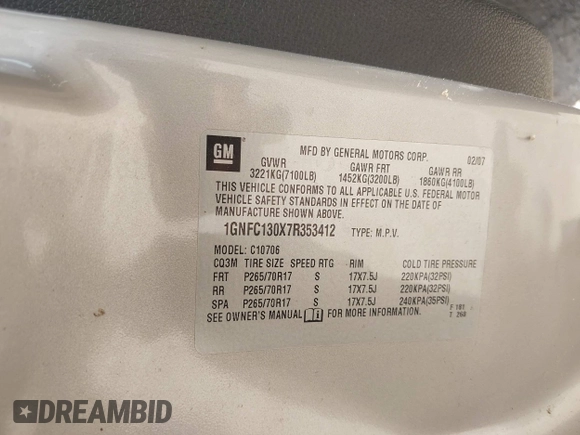 GM
MFD BY GENERAL MOTORS CORP. 02/07
GVWR GAWR FRT GAWR RR
3221KG(7100LB) 1452KG(3200LB) 1860KG(4100LB)
THIS VEHICLE CONFORMS TO ALL APPLICABLE U.S. FEDERAL MOTOR
VEHICLE SAFETY STANDARDS IN EFFECT ON THE DATE OF
MANUFACTURE SHOWN ABOVE.
1GNFC130X7R353412 TYPE: M.P.V.
MODEL: C10706
CQ3M TIRE SIZE SPEED RTG RIM COLD TIRE PRESSURE
FRT P265/70R17 S 17X7.5J 220KPA(32PSI)
RR P265/70R17 S 17X7.5J 220KPA(32PSI)
SPA P265/70R17 S 17X7.5J 240KPA(35PSI)
SEE OWNER'S MANUAL FOR MORE INFORMATION.
F 101
T 260
DREAMBID